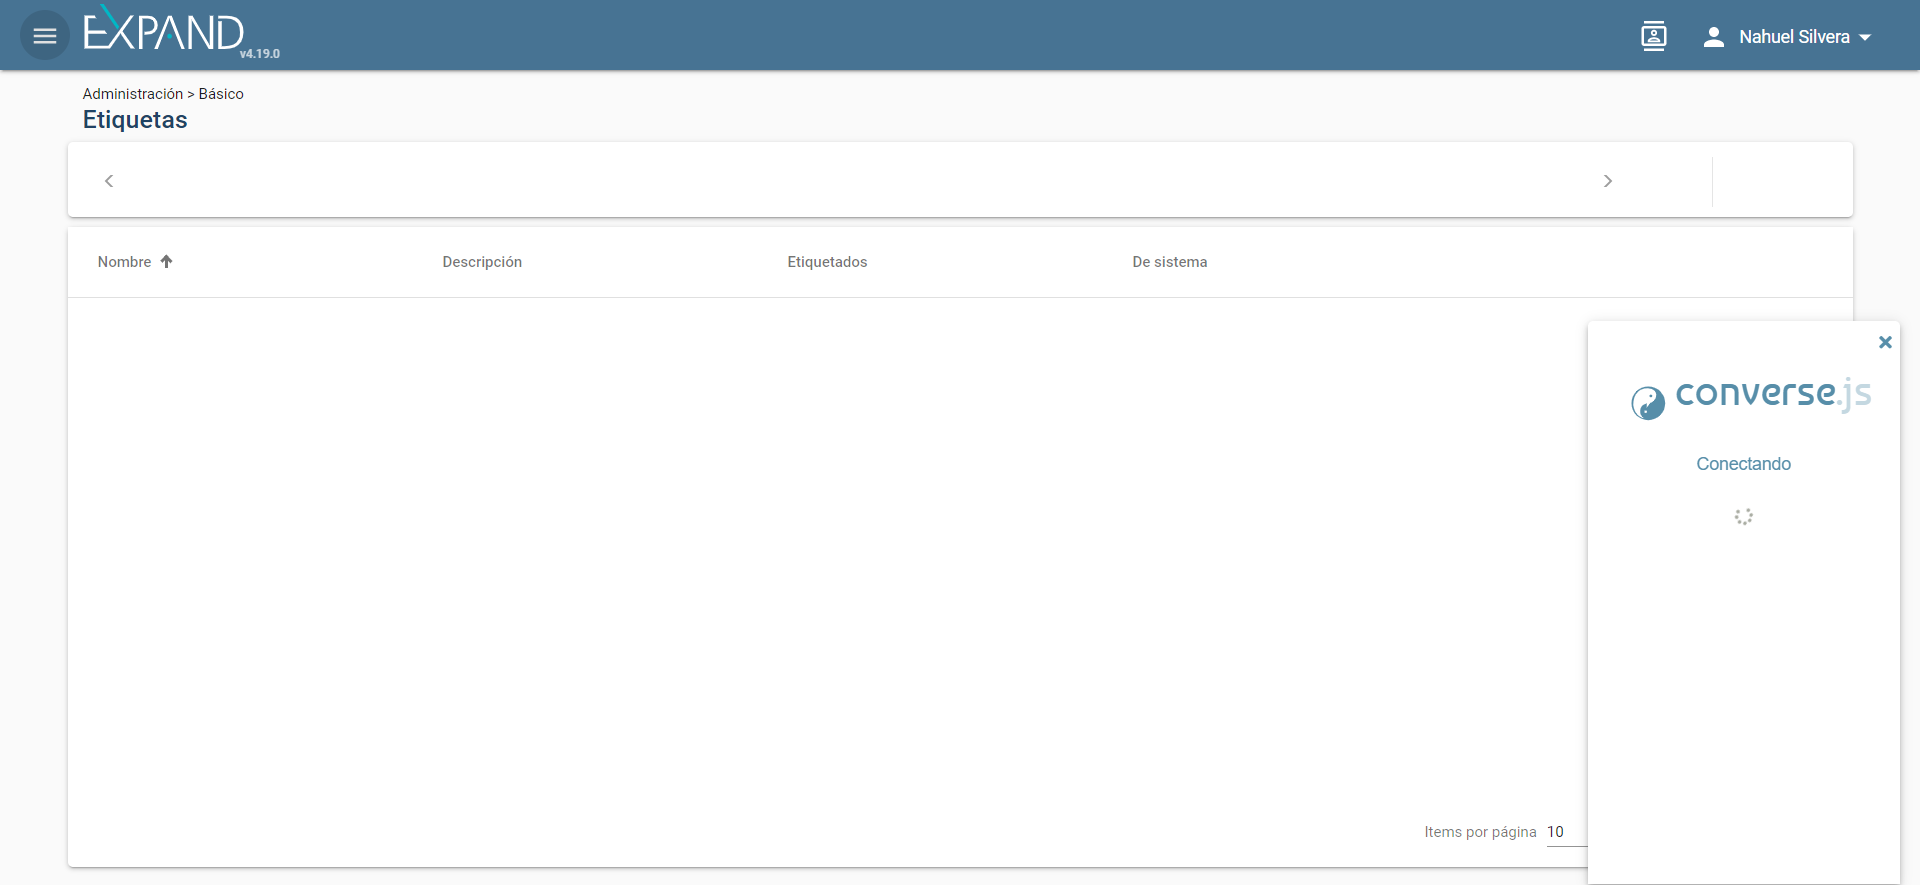 EXPAND
v4.19.0
Nahuel Silvera
Administración > Básico
Etiquetas
Nombre
Descripción
Etiquetados
De sistema
converse.js
Conectando
Items por página 10